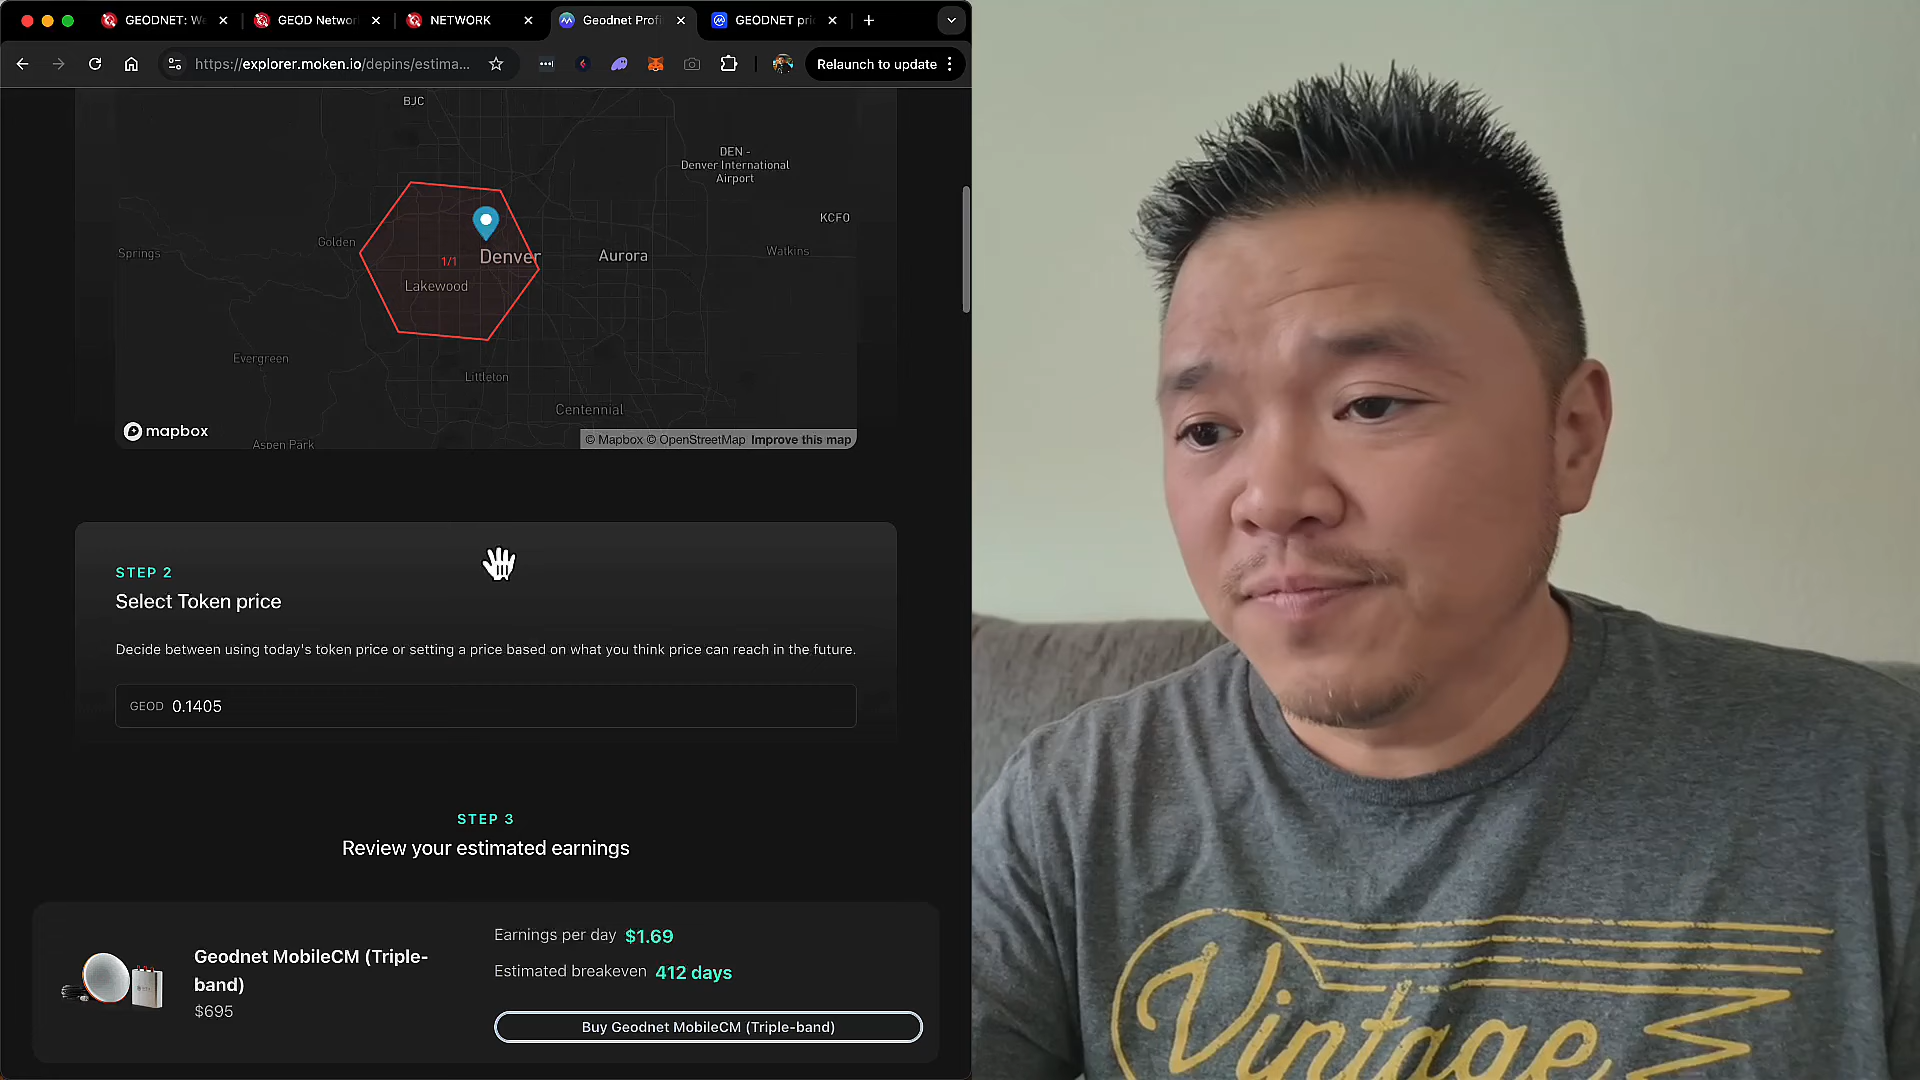 GEODNET: We
GEOD Networ
NETWORK
Geodnet Profi
GEODNET pri
https://explorer.moken.io/depins/estima...
Relaunch to update
BJC
DEN -
Denver International
Airport
KCFO
Golden
Springs
Denver
Aurora
Watkins
1/1
Lakewood
Evergreen
Littleton
Centennial
mapbox
© Mapbox © OpenStreetMap Improve this map
Aspen Park
STEP 2
Select Token price
Decide between using today's token price or setting a price based on what you think price can reach in the future.
GEOD 0.1405
STEP 3
Review your estimated earnings
Geodnet MobileCM (Triple-
band)
$695
Earnings per day $1.69
Estimated breakeven 412 days
Buy Geodnet MobileCM (Triple-band)
Vintage